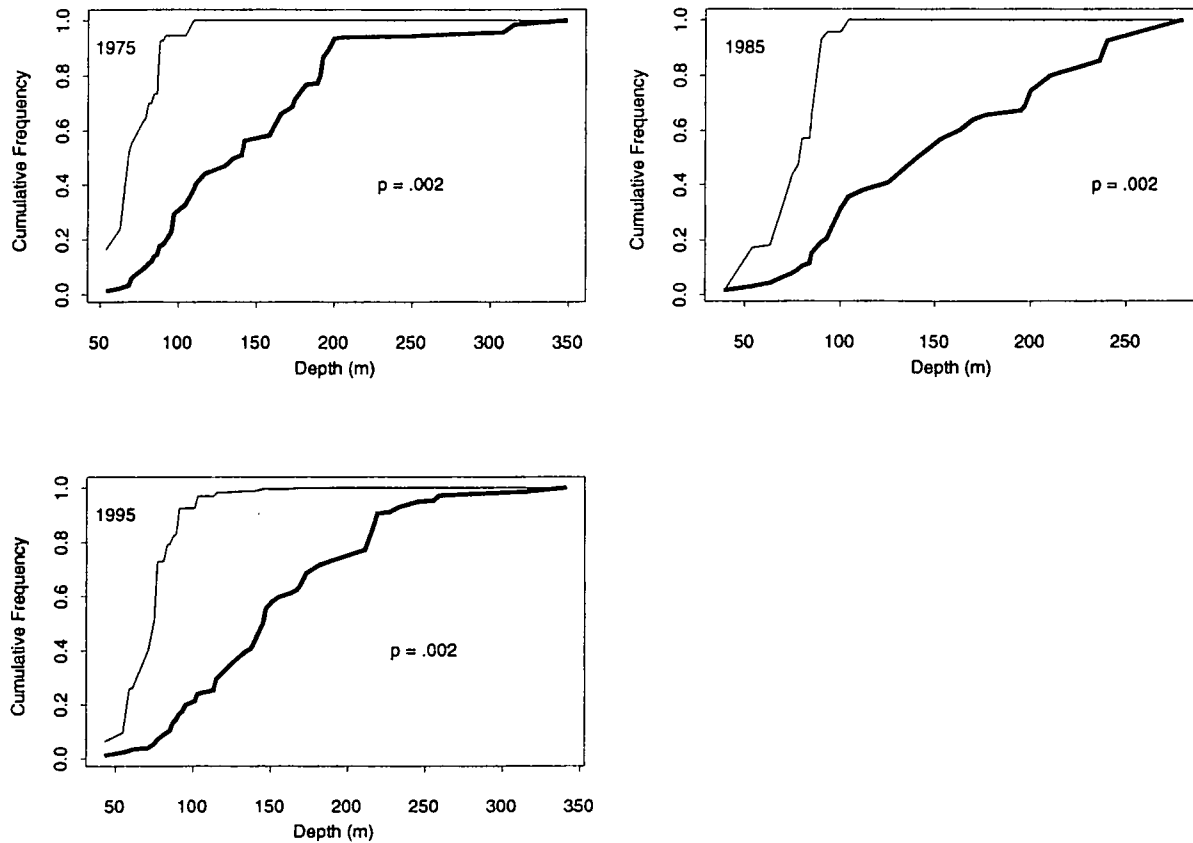 1975
Cumulative Frequency
0.0 0.2 0.4 0.6 0.8 1.0
p = .002
50 100 150 200 250 300 350
Depth (m)
1985
Cumulative Frequency
0.0 0.2 0.4 0.6 0.8 1.0
p = .002
50 100 150 200 250
Depth (m)
1995
Cumulative Frequency
0.0 0.2 0.4 0.6 0.8 1.0
p = .002
50 100 150 200 250 300 350
Depth (m)